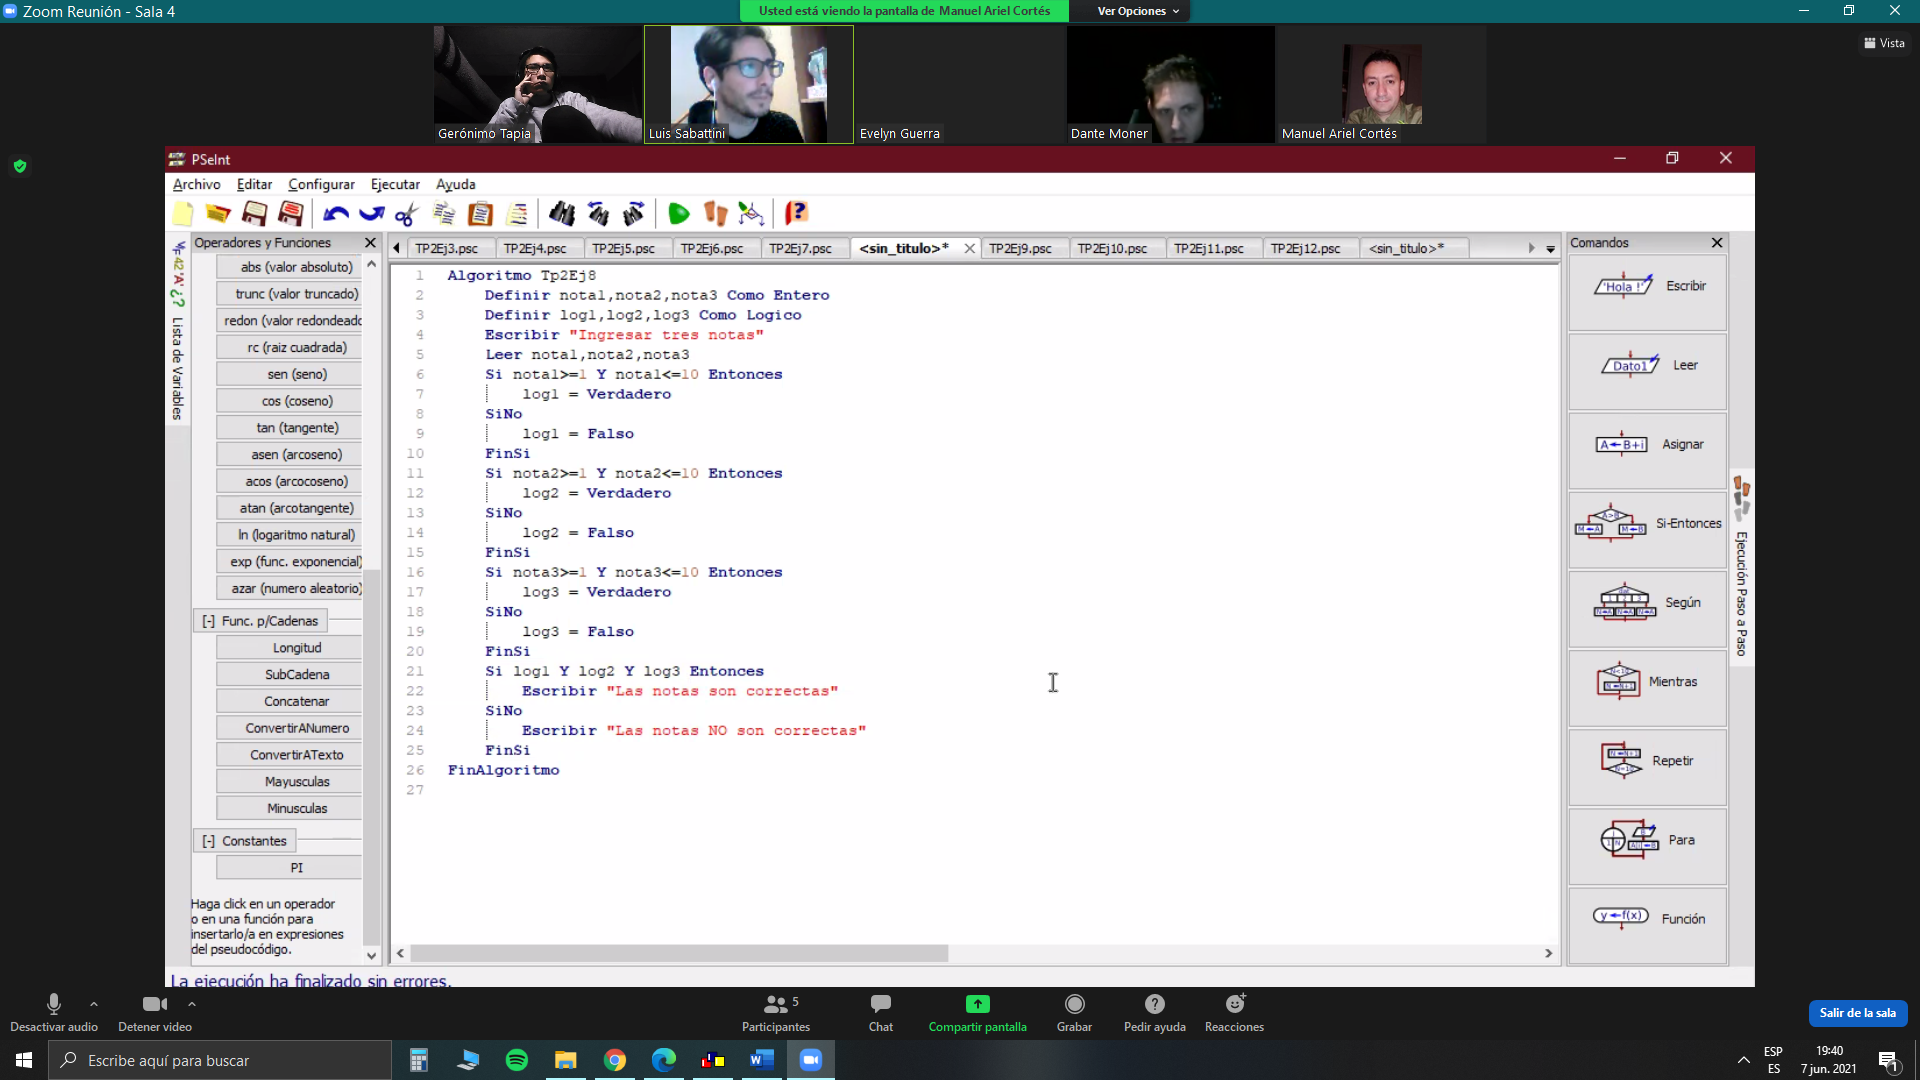 Zoom Reunión - Sala 4
Usted está viendo la pantalla de Manuel Ariel Cortés
Ver Opciones
Vista
Gerónimo Tapia
Luis Sabattini
Evelyn Guerra
Dante Moner
Manuel Ariel Cortés
PSeInt
Archivo Editar Configurar Ejecutar Ayuda
Operadores y Funciones
TP2Ej3.psc TP2Ej4.psc TP2Ej5.psc TP2Ej6.psc TP2Ej7.psc <sin_titulo>* TP2Ej9.psc TP2Ej10.psc TP2Ej11.psc TP2Ej12.psc <sin_titulo>*
Comandos
Lista de Variables
abs (valor absoluto)
trunc (valor truncado)
redon (valor redondeado
rc (raiz cuadrada)
sen (seno)
cos (coseno)
tan (tangente)
asen (arcoseno)
acos (arcocoseno)
atan (arcotangente)
ln (logaritmo natural)
exp (func. exponencial)
azar (numero aleatorio)
[-] Func. p/Cadenas
Longitud
SubCadena
Concatenar
ConvertirANumero
ConvertirATexto
Mayusculas
Minusculas
[-] Constantes
PI
Haga click en un operador
o en una función para
insertarlo/a en expresiones
del pseudocódigo.
1 Algoritmo Tp2Ej8
2 Definir nota1,nota2,nota3 Como Entero
3 Definir log1,log2,log3 Como Logico
4 Escribir "Ingresar tres notas"
5 Leer nota1,nota2,nota3
6 Si nota1>=1 Y nota1<=10 Entonces
7 log1 = Verdadero
8 SiNo
9 log1 = Falso
10 FinSi
11 Si nota2>=1 Y nota2<=10 Entonces
12 log2 = Verdadero
13 SiNo
14 log2 = Falso
15 FinSi
16 Si nota3>=1 Y nota3<=10 Entonces
17 log3 = Verdadero
18 SiNo
19 log3 = Falso
20 FinSi
21 Si log1 Y log2 Y log3 Entonces
22 Escribir "Las notas son correctas"
23 SiNo
24 Escribir "Las notas NO son correctas"
25 FinSi
26 FinAlgoritmo
27
'Hola !' Escribir
Dato1 Leer
A←B+i Asignar
Si-Entonces
Según
Mientras
Repetir
Para
y←f(x) Función
Ejecución Paso a Paso
La ejecución ha finalizado sin errores.
Desactivar audio
Detener video
5
Participantes
Chat
Compartir pantalla
Grabar
Pedir ayuda
Reacciones
Salir de la sala
Escribe aquí para buscar
ESP
ES
19:40
7 jun. 2021
1